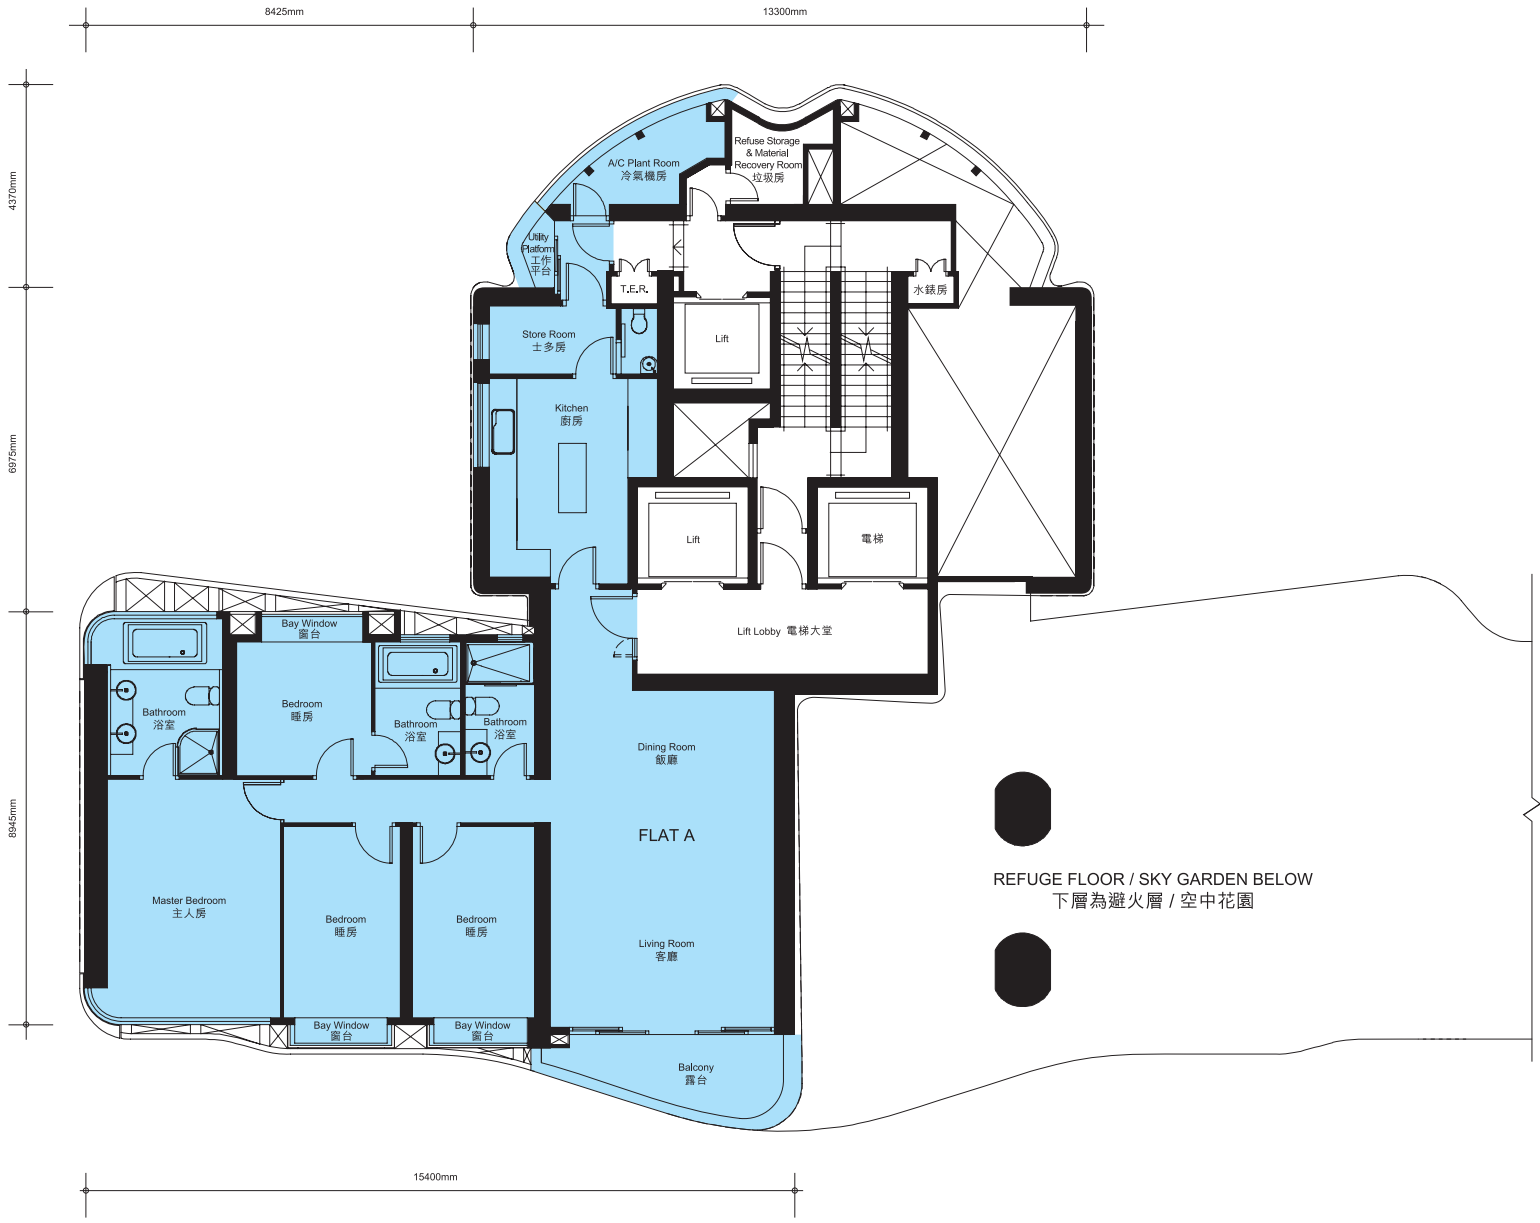 8425mm
13300mm
4370mm
6975mm
8945mm
15400mm
A/C Plant Room
冷氣機房
Refuse Storage
& Material
Recovery Room
垃圾房
Utility
Platform
工作
平台
T.E.R.
水錶房
Store Room
士多房
Lift
Kitchen
廚房
Lift
電梯
Lift Lobby 電梯大堂
Bay Window
窗台
Bathroom
浴室
Bedroom
睡房
Bathroom
浴室
Bathroom
浴室
Dining Room
飯廳
FLAT A
Master Bedroom
主人房
Bedroom
睡房
Bedroom
睡房
Living Room
客廳
REFUGE FLOOR / SKY GARDEN BELOW
下層為避火層 / 空中花園
Bay Window
窗台
Bay Window
窗台
Balcony
露台